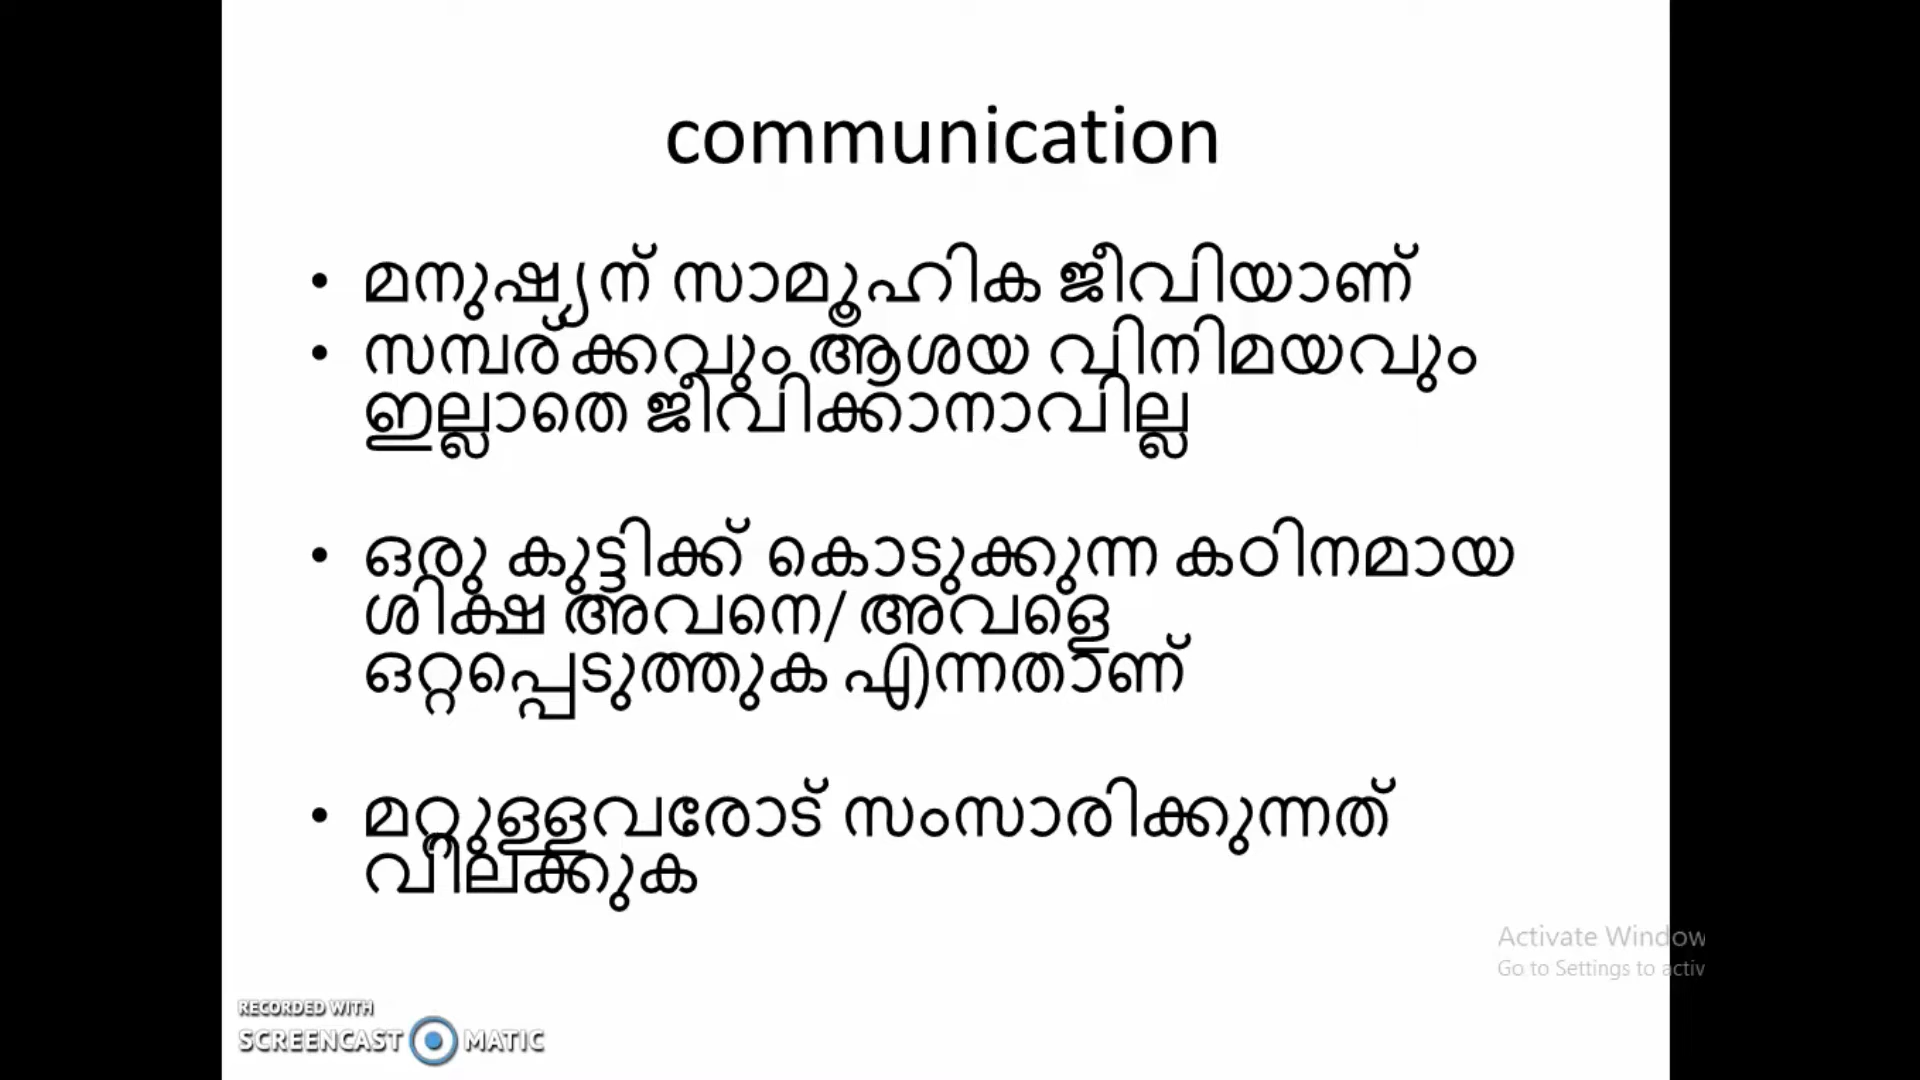 communication
• മനുഷ്യന് സാമൂഹിക ജീവിയാണ്
• സമ്പര്ക്കവും ആശയ വിനിമയവും
ഇല്ലാതെ ജീവിക്കാനാവില്ല
• ഒരു കുട്ടിക്ക് കൊടുക്കുന്ന കഠിനമായ
ശിക്ഷ അവനെ/ അവളെ
ഒറ്റപ്പെടുത്തുക എന്നതാണ്
• മറ്റുള്ളവരോട് സംസാരിക്കുന്നത്
വിലക്കുക
Activate Window
Go to Settings to activ
RECORDED WITH
SCREENCAST MATIC